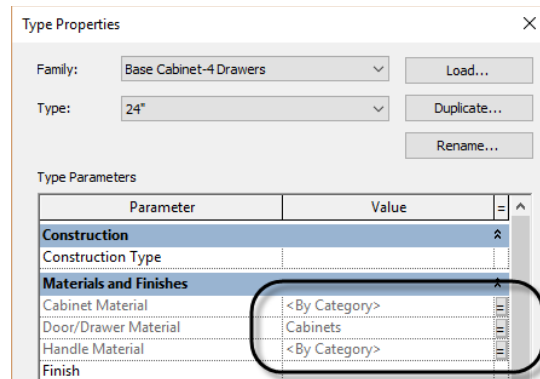 Type Properties
Family: Base Cabinet-4 Drawers Load...
Type: 24" Duplicate...
Rename...
Type Parameters
Parameter Value =
Construction
Construction Type
Materials and Finishes
Cabinet Material <By Category> =
Door/Drawer Material Cabinets =
Handle Material <By Category> =
Finish